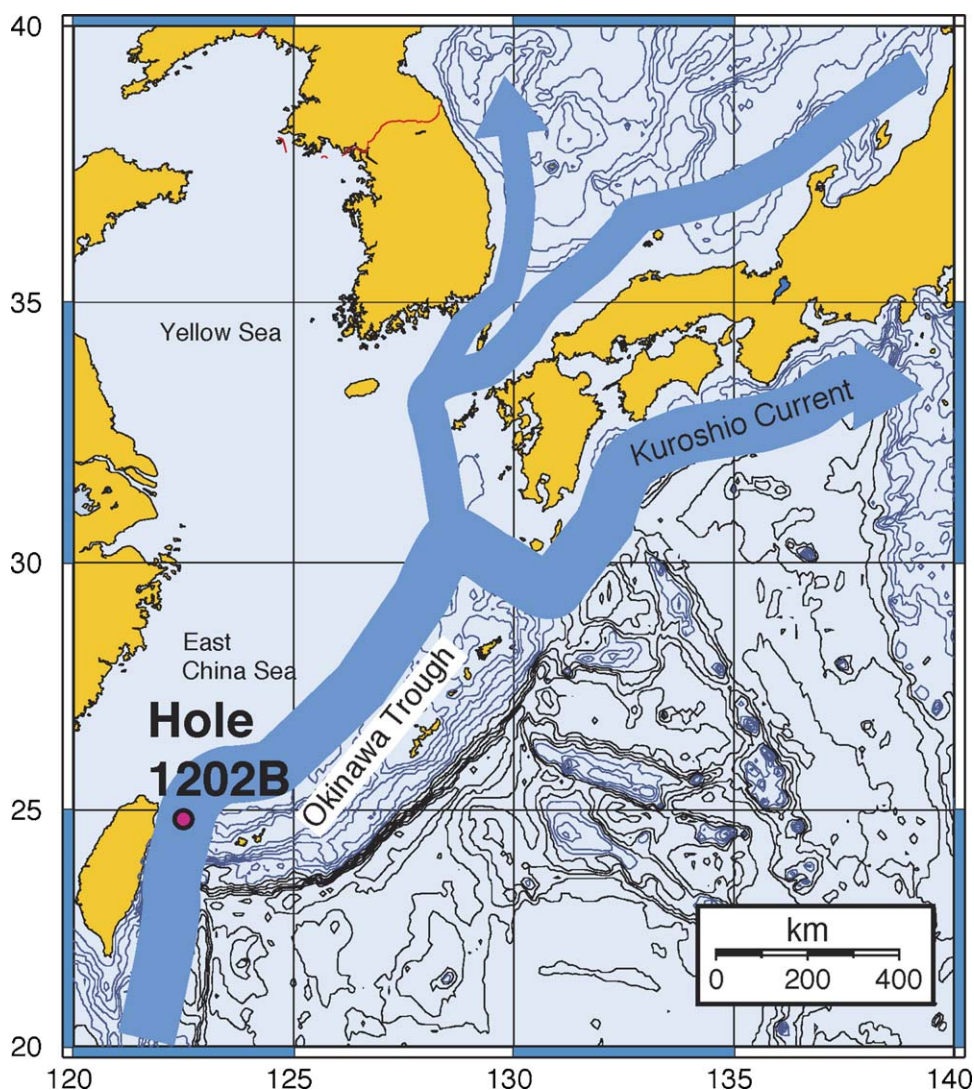 40
35
Yellow Sea
Kuroshio Current
30
East
China Sea
Okinawa Trough
Hole
1202B
25
km
0 200 400
20
120 125 130 135 140